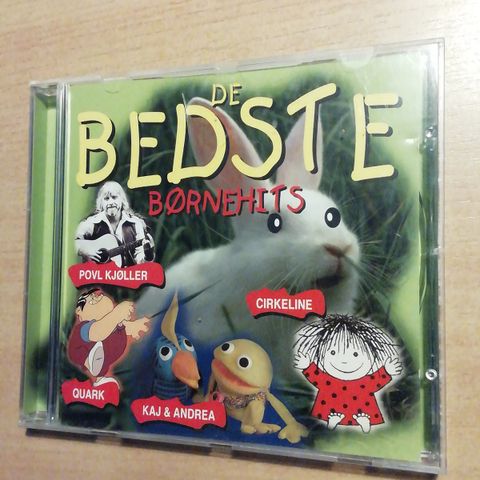 DE
BEDSTE
BØRNEHITS
POVL KJØLLER
CIRKELINE
QUARK
KAJ & ANDREA